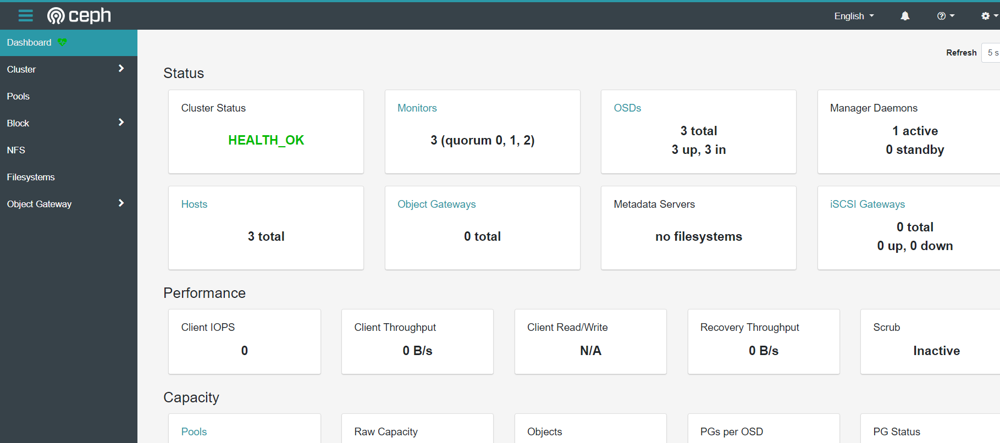 ceph
English
Dashboard
Cluster
Pools
Block
NFS
Filesystems
Object Gateway
Refresh 5 s
Status
Cluster Status
HEALTH_OK
Monitors
3 (quorum 0, 1, 2)
OSDs
3 total
3 up, 3 in
Manager Daemons
1 active
0 standby
Hosts
3 total
Object Gateways
0 total
Metadata Servers
no filesystems
iSCSI Gateways
0 total
0 up, 0 down
Performance
Client IOPS
0
Client Throughput
0 B/s
Client Read/Write
N/A
Recovery Throughput
0 B/s
Scrub
Inactive
Capacity
Pools
Raw Capacity
Objects
PGs per OSD
PG Status